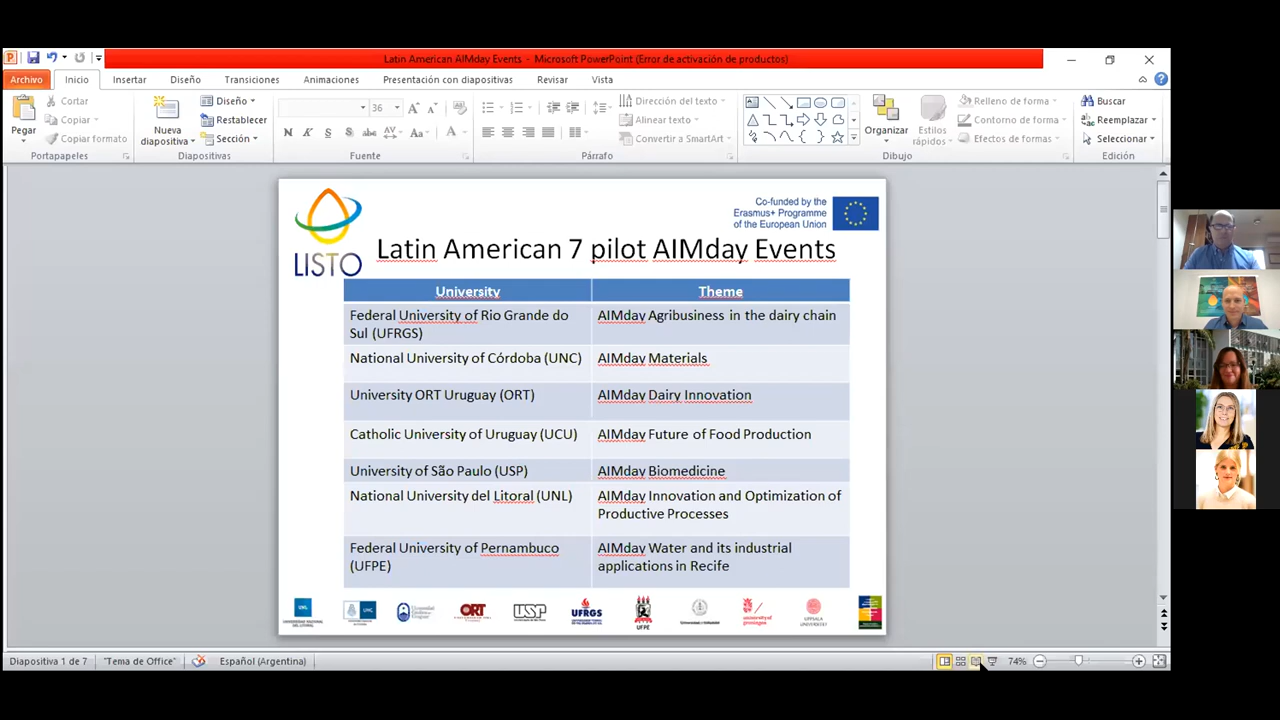 Latin American AIMday Events - Microsoft PowerPoint (Error de activación de productos)
Archivo Inicio Insertar Diseño Transiciones Animaciones Presentación con diapositivas Revisar Vista
Pegar
Cortar
Copiar
Copiar formato
Portapapeles
Nueva
diapositiva
Diseño
Restablecer
Sección
Diapositivas
36
Fuente
Párrafo
Dirección del texto
Alinear texto
Convertir a SmartArt
Organizar
Estilos
rápidos
Relleno de forma
Contorno de forma
Efectos de forma
Dibujo
Buscar
Reemplazar
Seleccionar
Edición
LISTO
Co-funded by the
Erasmus+ Programme
of the European Union
Latin American 7 pilot AIMday Events
University Theme
Federal University of Rio Grande do
Sul (UFRGS)
AIMday Agribusiness in the dairy chain
National University of Córdoba (UNC) AIMday Materials
University ORT Uruguay (ORT) AIMday Dairy Innovation
Catholic University of Uruguay (UCU) AIMday Future of Food Production
University of São Paulo (USP) AIMday Biomedicine
National University del Litoral (UNL) AIMday Innovation and Optimization of
Productive Processes
Federal University of Pernambuco
(UFPE)
AIMday Water and its industrial
applications in Recife
UNL UNC ORT USP UFRGS UFPE
Diapositiva 1 de 7 "Tema de Office" Español (Argentina) 74%